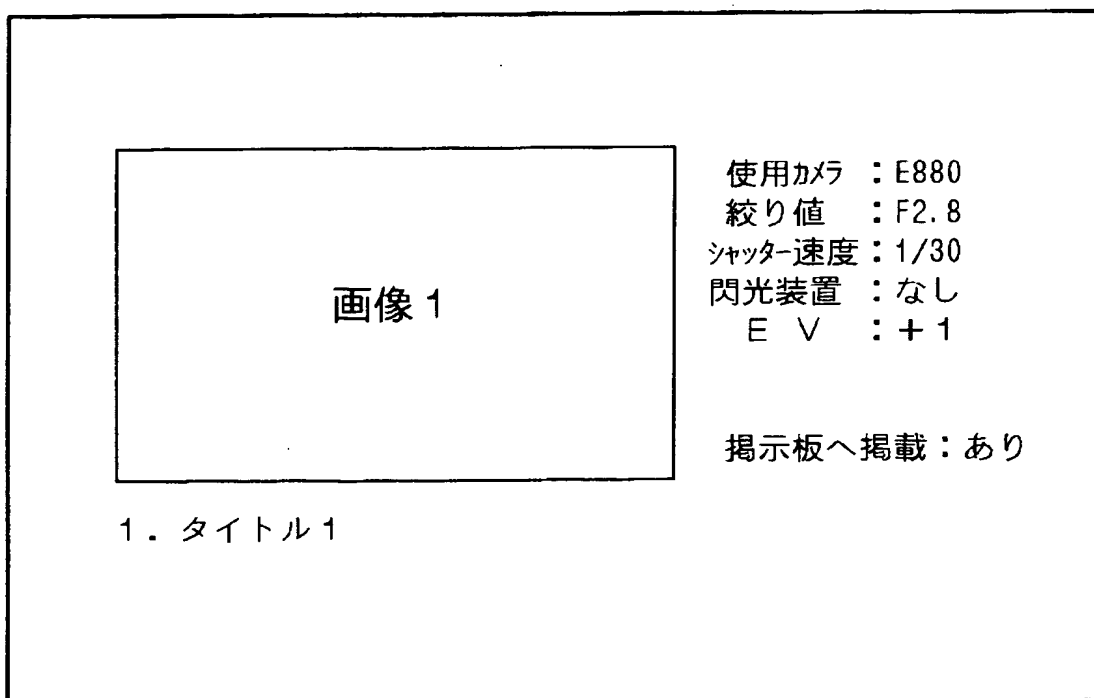 画像1
使用カメラ:E880
絞り値:F2.8
シャッター速度:1/30
閃光装置:なし
EV:+1
掲示板へ掲載:あり
1.タイトル1